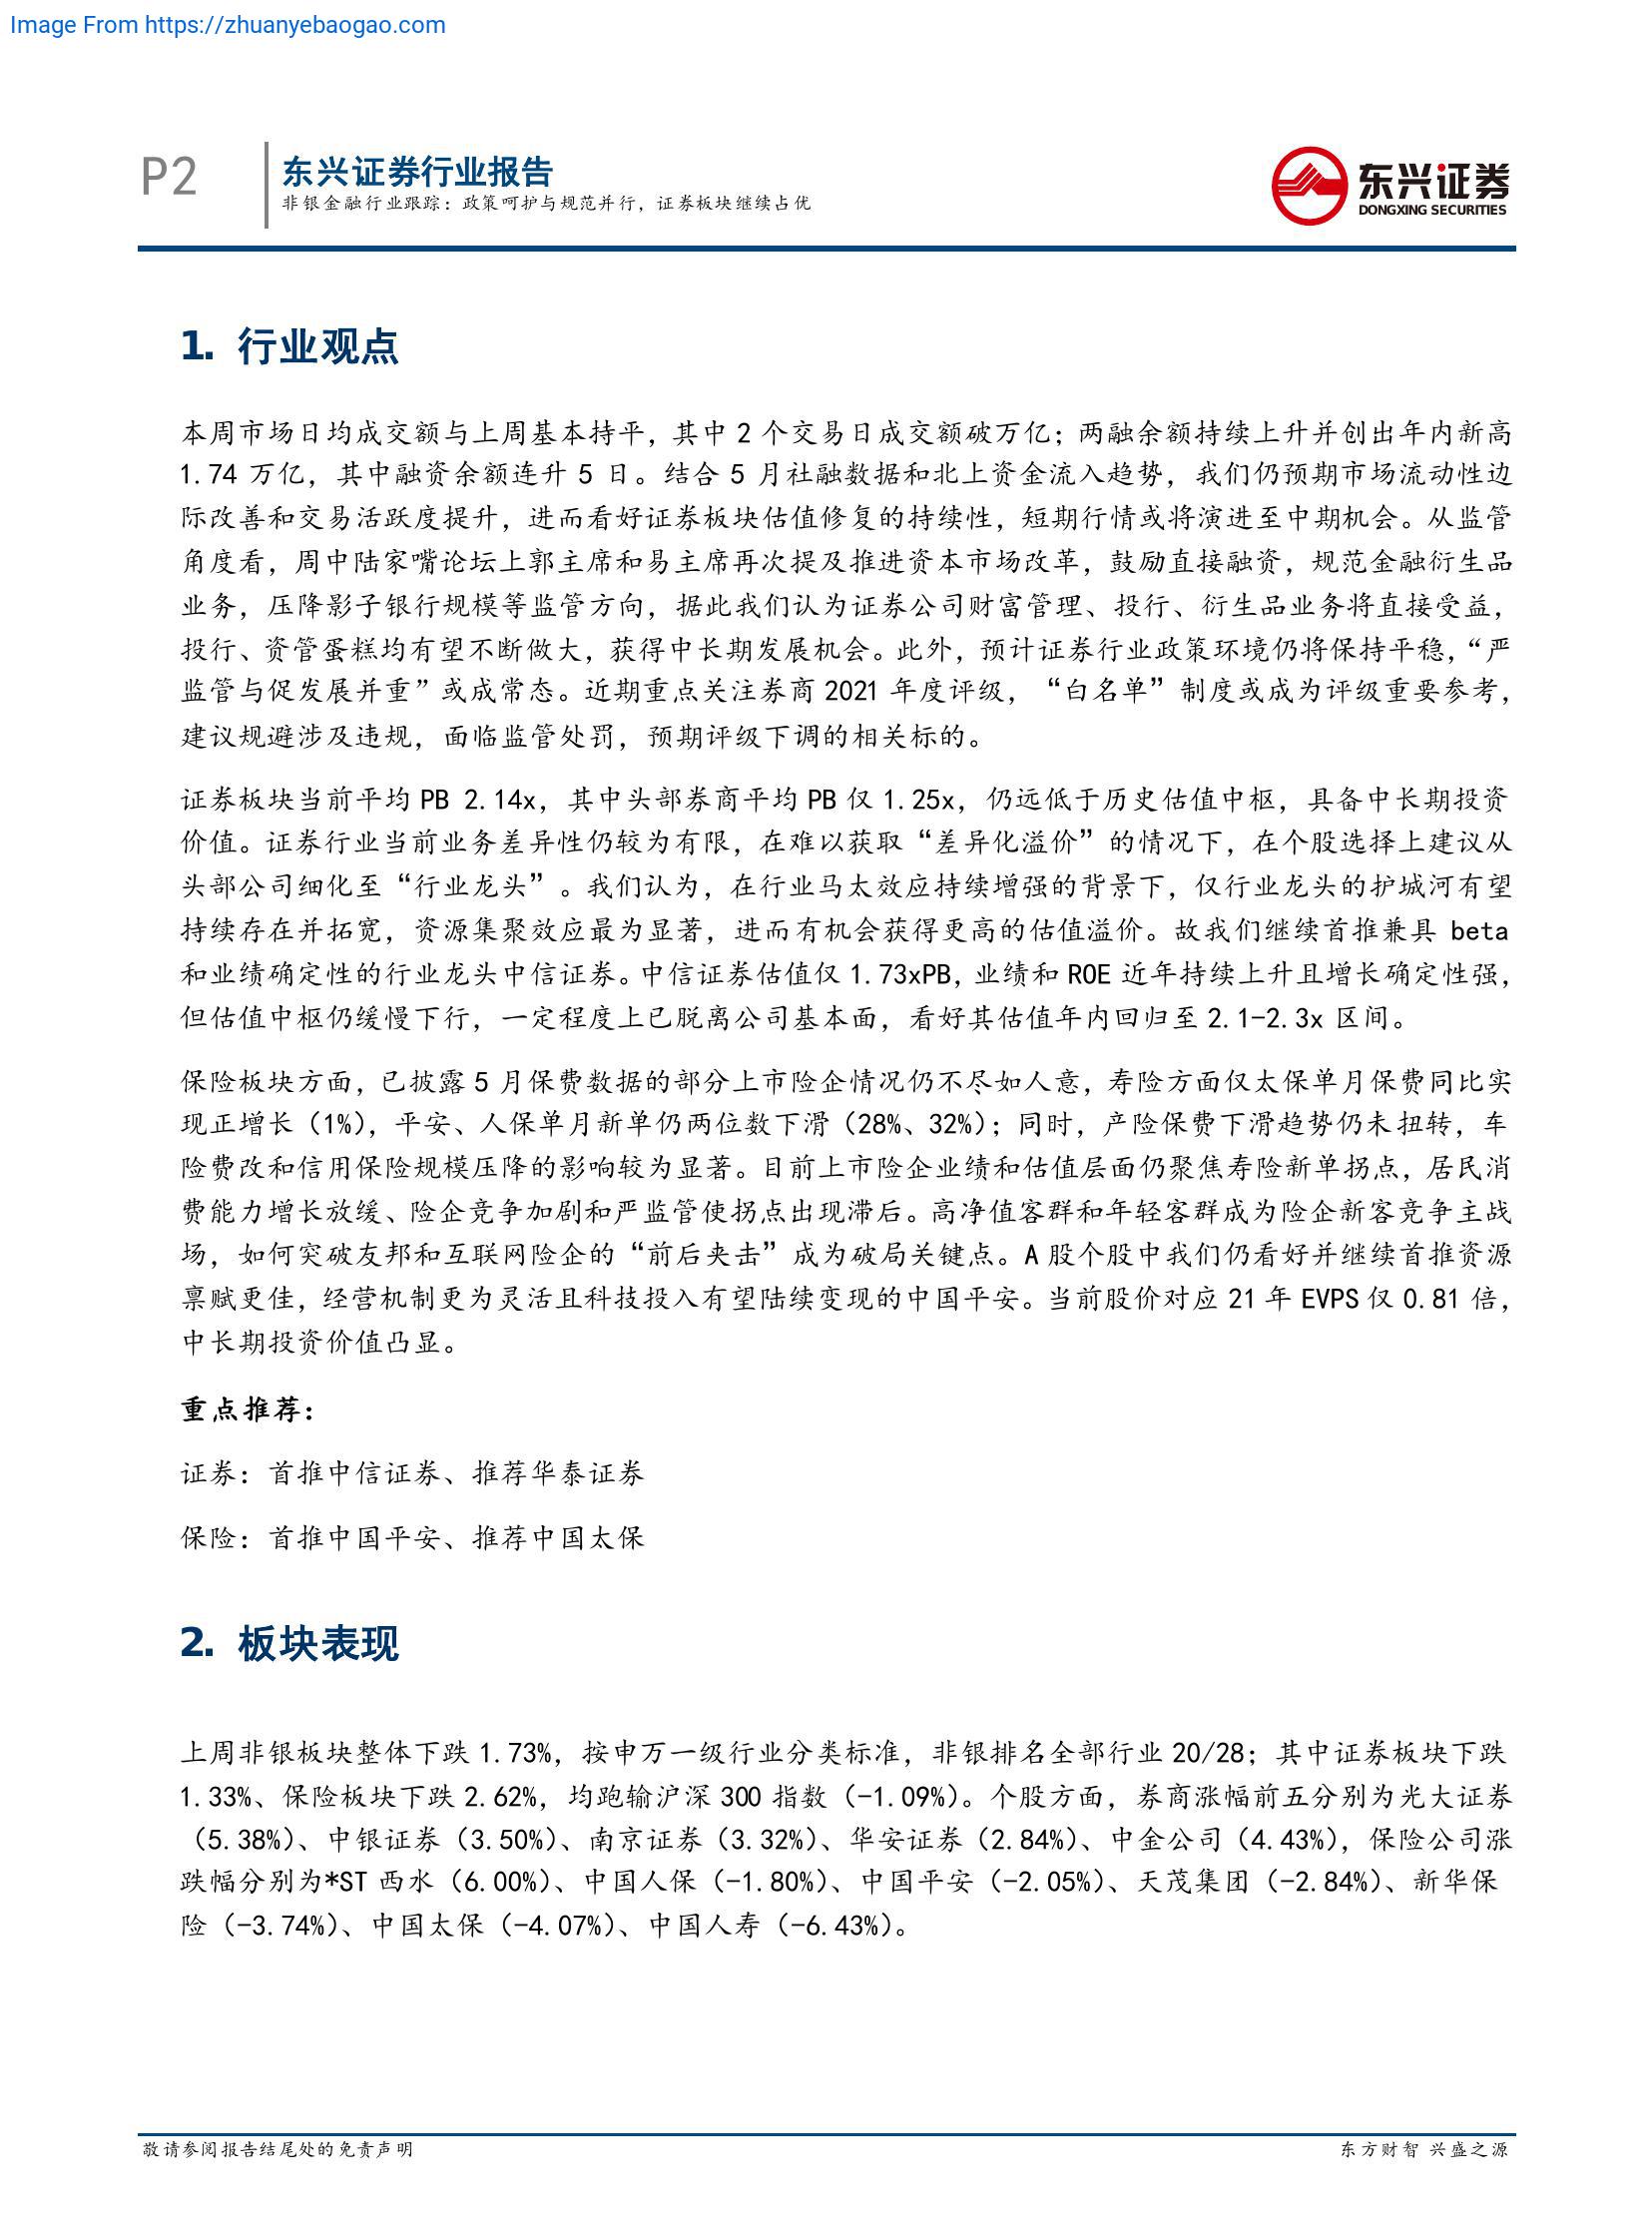 Image From https://zhuanyebaogao.com
P2
东兴证券行业报告
非银金融行业跟踪：政策呵护与规范并行，证券板块继续占优
东兴证券
DONGXING SECURITIES
1. 行业观点
本周市场日均成交额与上周基本持平，其中 2 个交易日成交额破万亿；两融余额持续上升并创出年内新高
1.74 万亿，其中融资余额连升 5 日。结合 5 月社融数据和北上资金流入趋势，我们仍预期市场流动性边
际改善和交易活跃度提升，进而看好证券板块估值修复的持续性，短期行情或将演进至中期机会。从监管
角度看，周中陆家嘴论坛上郭主席和易主席再次提及推进资本市场改革，鼓励直接融资，规范金融衍生品
业务，压降影子银行规模等监管方向，据此我们认为证券公司财富管理、投行、衍生品业务将直接受益，
投行、资管蛋糕均有望不断做大，获得中长期发展机会。此外，预计证券行业政策环境仍将保持平稳，“严
监管与促发展并重”或成常态。近期重点关注券商 2021 年度评级，“白名单”制度或成为评级重要参考，
建议规避涉及违规，面临监管处罚，预期评级下调的相关标的。
证券板块当前平均 PB 2.14x，其中头部券商平均 PB 仅 1.25x，仍远低于历史估值中枢，具备中长期投资
价值。证券行业当前业务差异性仍较为有限，在难以获取“差异化溢价”的情况下，在个股选择上建议从
头部公司细化至“行业龙头”。我们认为，在行业马太效应持续增强的背景下，仅行业龙头的护城河有望
持续存在并拓宽，资源集聚效应最为显著，进而有机会获得更高的估值溢价。故我们继续首推兼具 beta
和业绩确定性的行业龙头中信证券。中信证券估值仅 1.73xPB，业绩和 ROE 近年持续上升且增长确定性强，
但估值中枢仍缓慢下行，一定程度上已脱离公司基本面，看好其估值年内回归至 2.1-2.3x 区间。
保险板块方面，已披露 5 月保费数据的部分上市险企情况仍不尽如人意，寿险方面仅太保单月保费同比实
现正增长（1%），平安、人保单月新单仍两位数下滑（28%、32%）；同时，产险保费下滑趋势仍未扭转，车
险费改和信用保险规模压降的影响较为显著。目前上市险企业绩和估值层面仍聚焦寿险新单拐点，居民消
费能力增长放缓、险企竞争加剧和严监管使拐点出现滞后。高净值客群和年轻客群成为险企新客竞争主战
场，如何突破友邦和互联网险企的“前后夹击”成为破局关键点。A 股个股中我们仍看好并继续首推资源
禀赋更佳，经营机制更为灵活且科技投入有望陆续变现的中国平安。当前股价对应 21 年 EVPS 仅 0.81 倍，
中长期投资价值凸显。
重点推荐：
证券：首推中信证券、推荐华泰证券
保险：首推中国平安、推荐中国太保
2. 板块表现
上周非银板块整体下跌 1.73%，按申万一级行业分类标准，非银排名全部行业 20/28；其中证券板块下跌
1.33%、保险板块下跌 2.62%，均跑输沪深 300 指数（-1.09%）。个股方面，券商涨幅前五分别为光大证券
（5.38%）、中银证券（3.50%）、南京证券（3.32%）、华安证券（2.84%）、中金公司（4.43%），保险公司涨
跌幅分别为*ST 西水（6.00%）、中国人保（-1.80%）、中国平安（-2.05%）、天茂集团（-2.84%）、新华保
险（-3.74%）、中国太保（-4.07%）、中国人寿（-6.43%）。
敬请参阅报告结尾处的免责声明
东方财智 兴盛之源